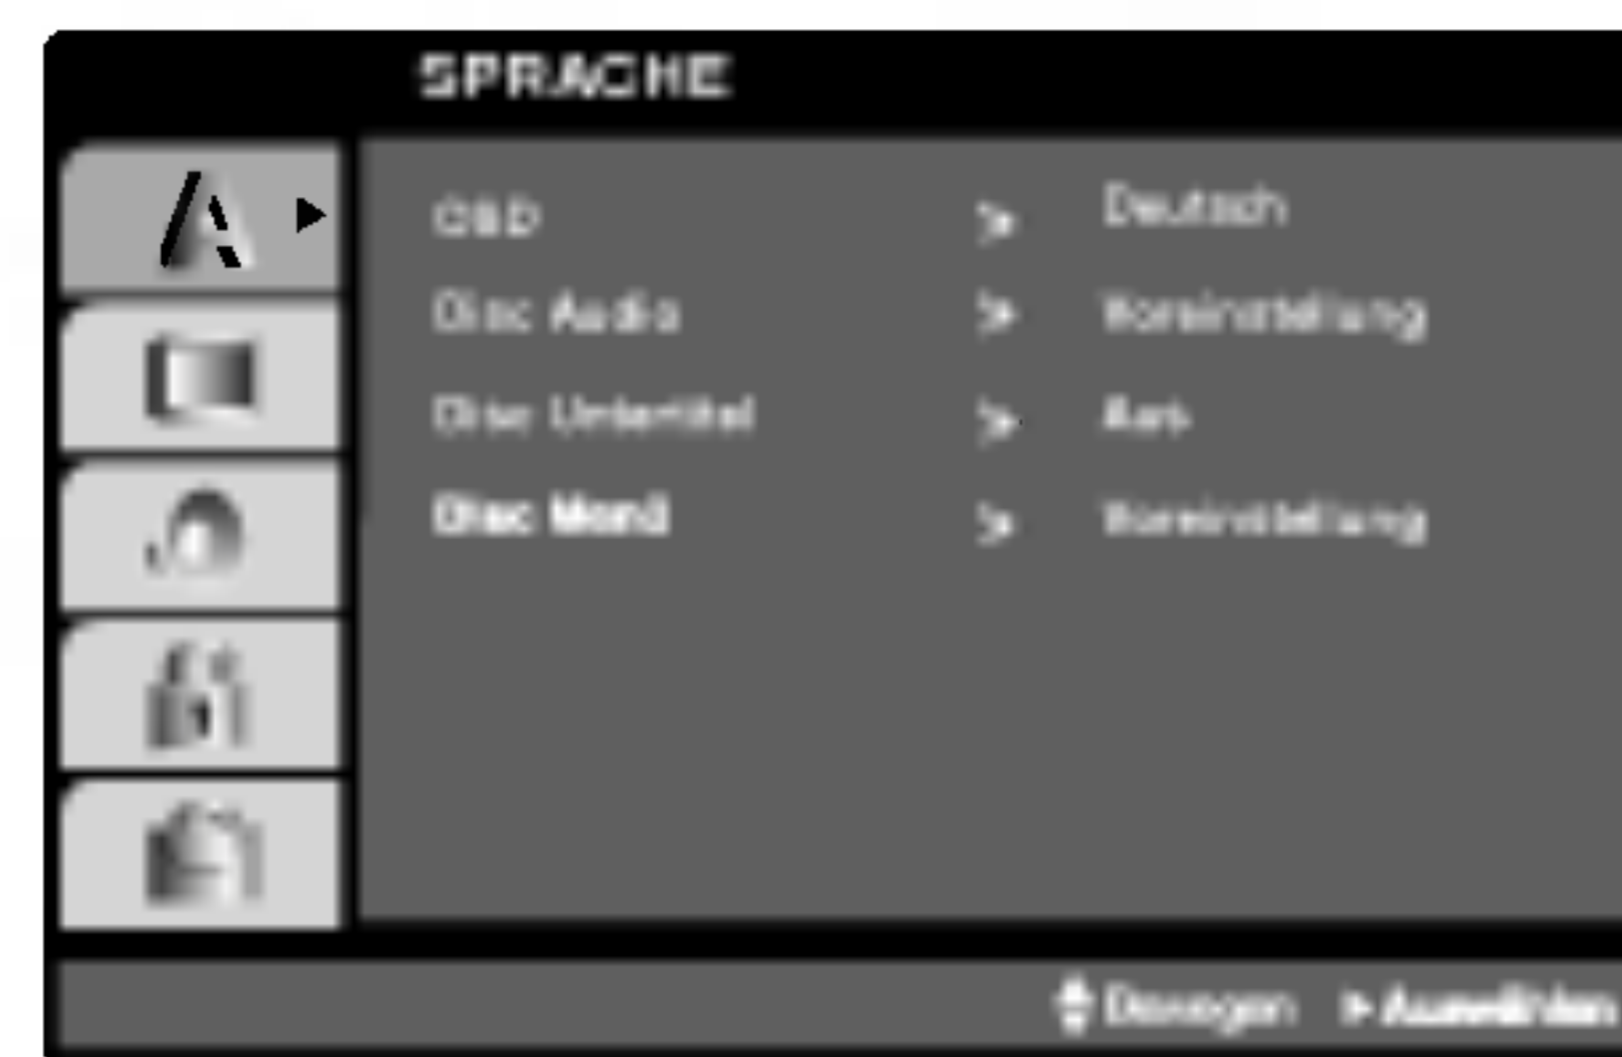 SPRACHE
OSD > Deutsch
Disc Audio > Voreinstellung
Disc Untertitel > Aus
Disc Menü > Voreinstellung
Bewegen ▶ Auswählen